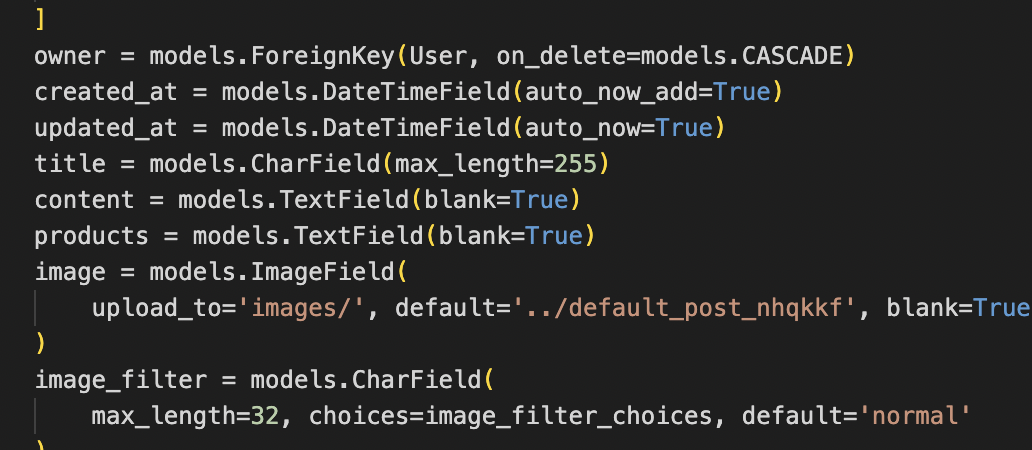 ]
owner = models.ForeignKey(User, on_delete=models.CASCADE)
created_at = models.DateTimeField(auto_now_add=True)
updated_at = models.DateTimeField(auto_now=True)
title = models.CharField(max_length=255)
content = models.TextField(blank=True)
products = models.TextField(blank=True)
image = models.ImageField(
    upload_to='images/', default='../default_post_nhqkkf', blank=True
)
image_filter = models.CharField(
    max_length=32, choices=image_filter_choices, default='normal'
)